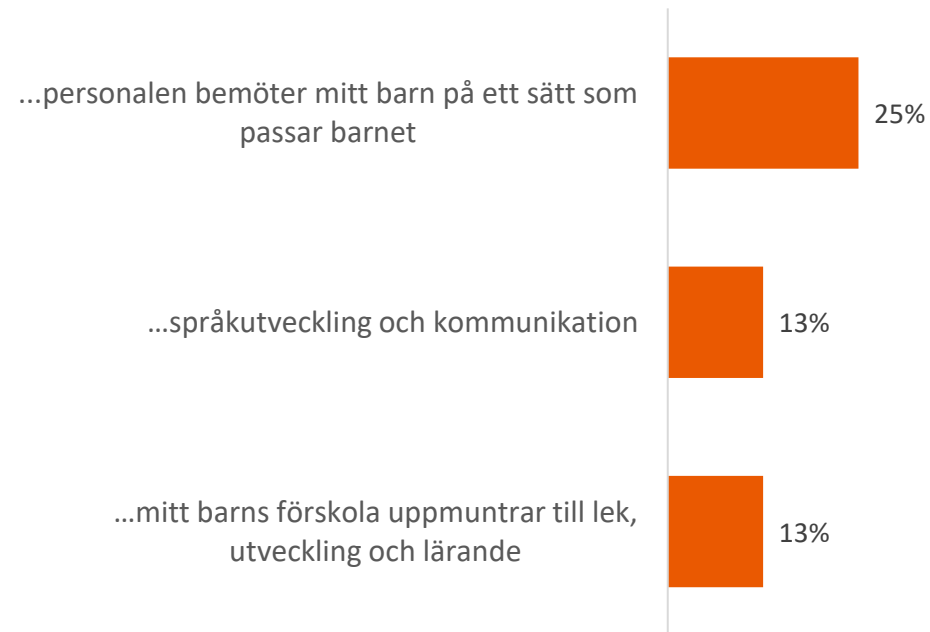 ...personalen bemöter mitt barn på ett sätt som
passar barnet
25%
…språkutveckling och kommunikation
13%
…mitt barns förskola uppmuntrar till lek,
utveckling och lärande
13%